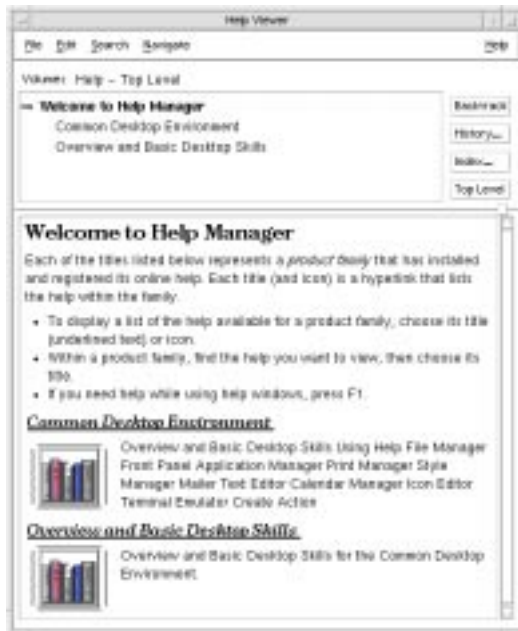 Help Viewer
File Edit Search Navigate Help
Volume: Help – Top Level
Welcome to Help Manager
Common Desktop Environment
Overview and Basic Desktop Skills
Backtrack
History...
Index...
Top Level
Welcome to Help Manager
Each of the titles listed below represents a product family that has installed
and registered its online help. Each title (and icon) is a hyperlink that lists
the help within the family.
• To display a list of the help available for a product family, choose its title
(underlined text) or icon.
• Within a product family, find the help you want to view, then choose its
title.
• If you need help while using help windows, press F1.
Common Desktop Environment
Overview and Basic Desktop Skills Using Help File Manager
Front Panel Application Manager Print Manager Style
Manager Mailer Text Editor Calendar Manager Icon Editor
Terminal Emulator Create Action
Overview and Basic Desktop Skills
Overview and Basic Desktop Skills for the Common Desktop
Environment.